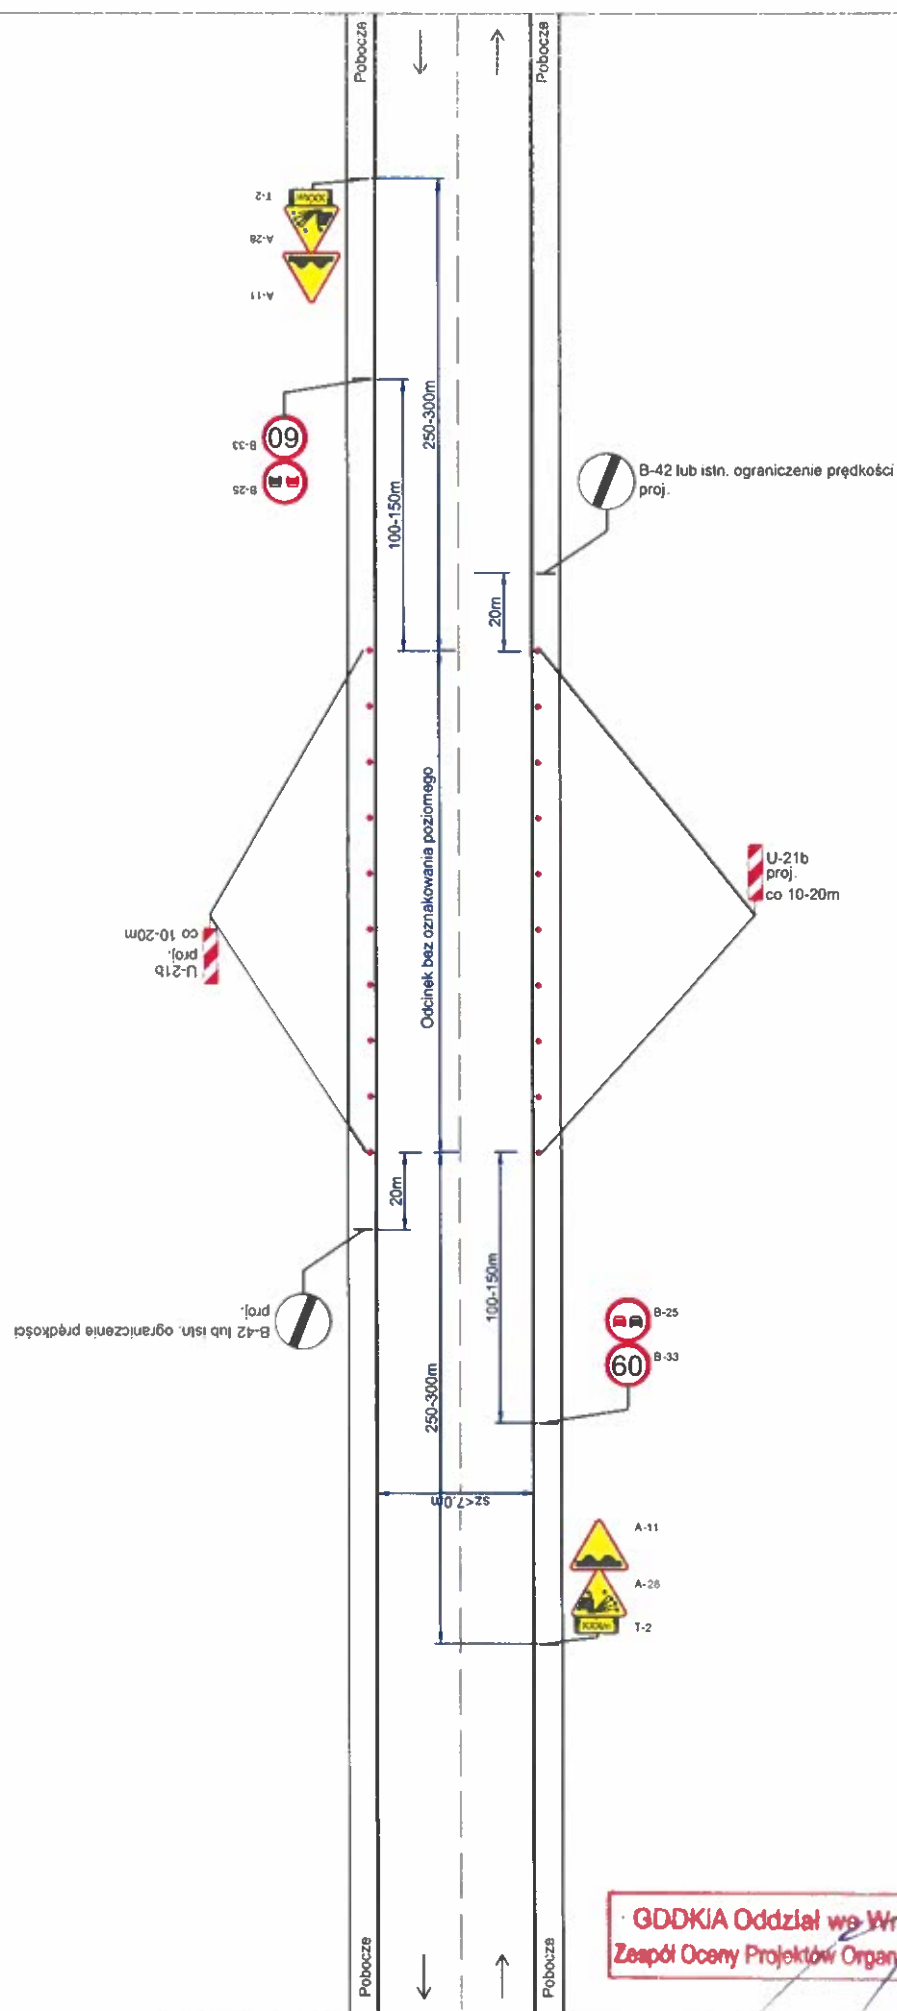 Pobocze
Pobocze
T-2
A-28
A-11
250-300m
B-33
60
B-25
100-150m
B-42 lub istn. ograniczenie prędkości
proj.
20m
Odcinek bez oznakowania poziomego
U-21b
proj.
co 10-20m
U-21b
proj.
co 10-20m
20m
100-150m
B-42 lub istn. ograniczenie prędkości
proj.
B-25
60
B-33
250-300m
sz<7.0m
A-11
A-28
T-2
Pobocze
Pobocze
GDDKiA Oddział we Wr
Zespół Oceny Projektów Organ